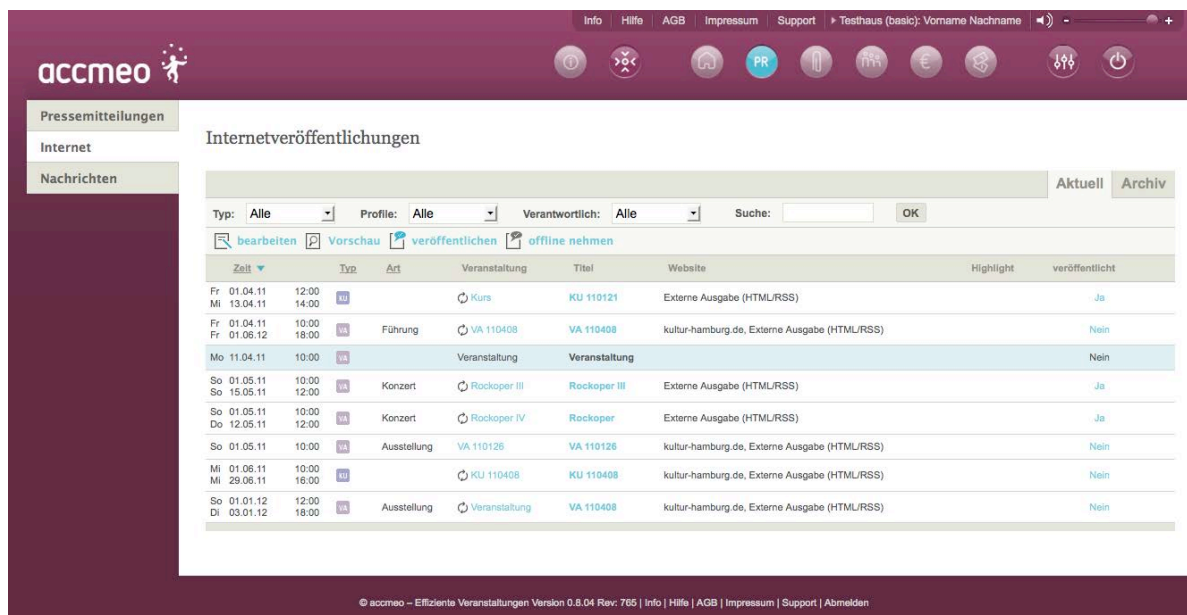 Info Hilfe AGB Impressum Support Testhaus (basic): Vorname Nachname - +
accmeo PR €
Pressemitteilungen
Internet
Nachrichten
Internetveröffentlichungen
Aktuell Archiv
Typ: Alle Profile: Alle Verantwortlich: Alle Suche: OK
bearbeiten Vorschau veröffentlichen offline nehmen
Zeit Typ Art Veranstaltung Titel Website Highlight veröffentlicht
Fr 01.04.11 12:00
Mi 13.04.11 14:00 KU Kurs KU 110121 Externe Ausgabe (HTML/RSS) Ja
Fr 01.04.11 10:00
Fr 01.06.12 18:00 VA Führung VA 110408 VA 110408 kultur-hamburg.de, Externe Ausgabe (HTML/RSS) Nein
Mo 11.04.11 10:00 VA Veranstaltung Veranstaltung Nein
So 01.05.11 10:00
So 15.05.11 12:00 VA Konzert Rockoper III Rockoper III Externe Ausgabe (HTML/RSS) Ja
So 01.05.11 10:00
Do 12.05.11 12:00 VA Konzert Rockoper IV Rockoper Externe Ausgabe (HTML/RSS) Ja
So 01.05.11 10:00 VA Ausstellung VA 110126 VA 110126 kultur-hamburg.de, Externe Ausgabe (HTML/RSS) Nein
Mi 01.06.11 10:00
Mi 29.06.11 16:00 KU KU 110408 KU 110408 kultur-hamburg.de, Externe Ausgabe (HTML/RSS) Nein
So 01.01.12 12:00
Di 03.01.12 18:00 VA Ausstellung Veranstaltung VA 110408 kultur-hamburg.de, Externe Ausgabe (HTML/RSS) Nein
© accmeo – Effiziente Veranstaltungen Version 0.8.04 Rev: 765 | Info | Hilfe | AGB | Impressum | Support | Abmelden